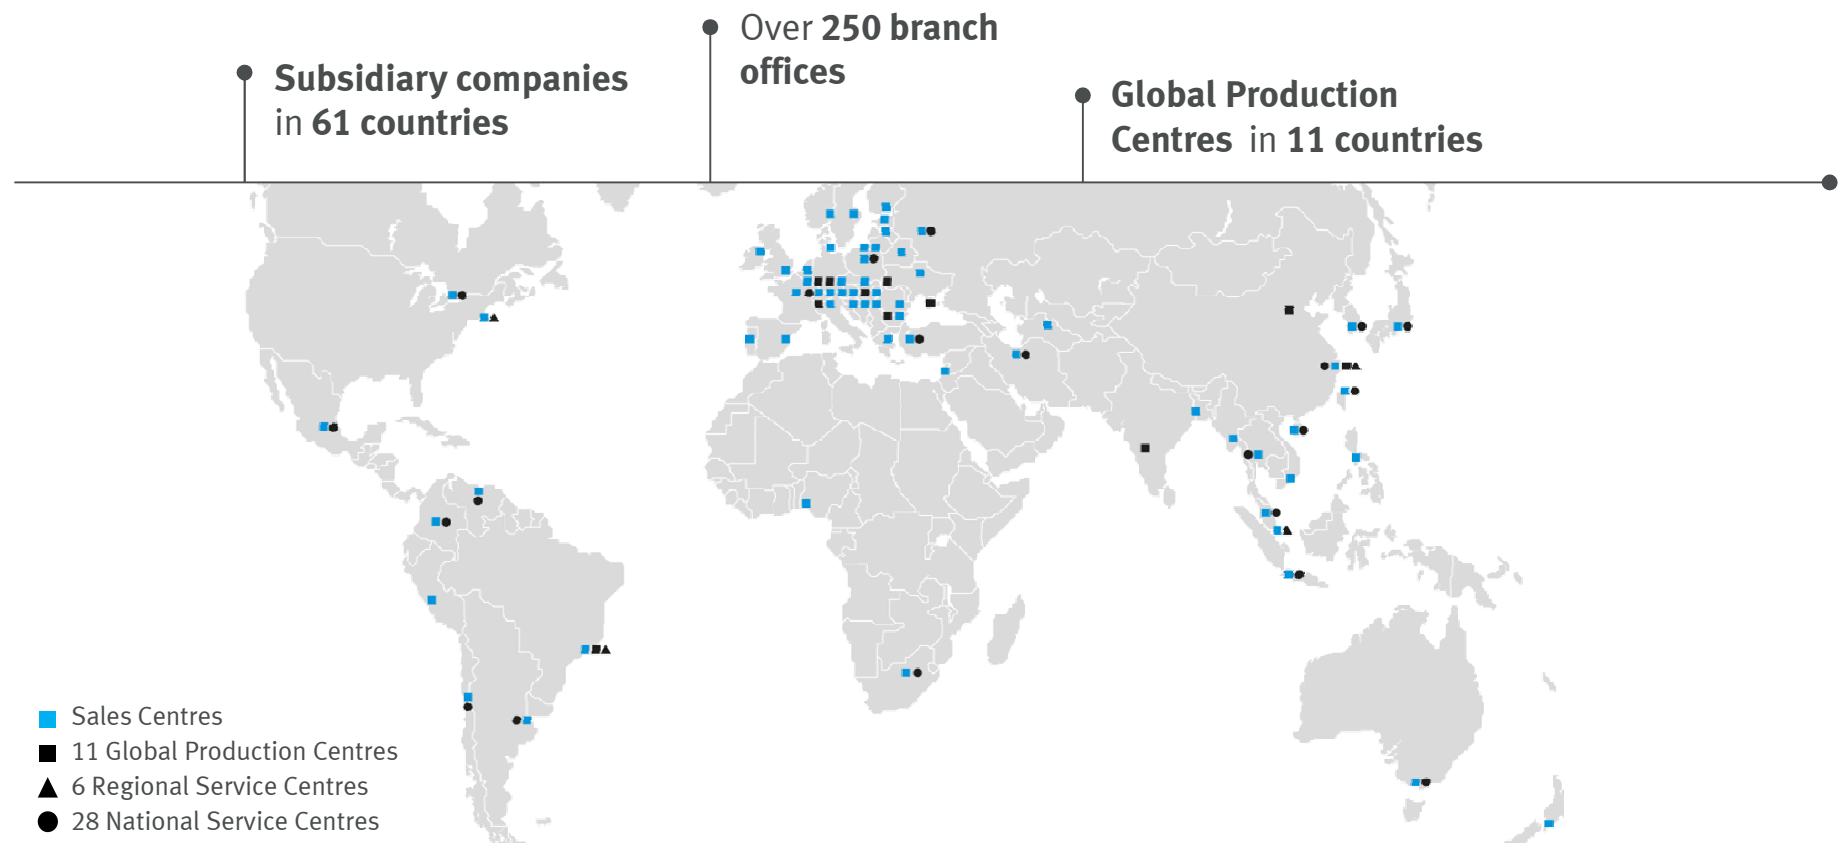 Subsidiary companies
in 61 countries
Over 250 branch
offices
Global Production
Centres in 11 countries
Sales Centres
11 Global Production Centres
6 Regional Service Centres
28 National Service Centres